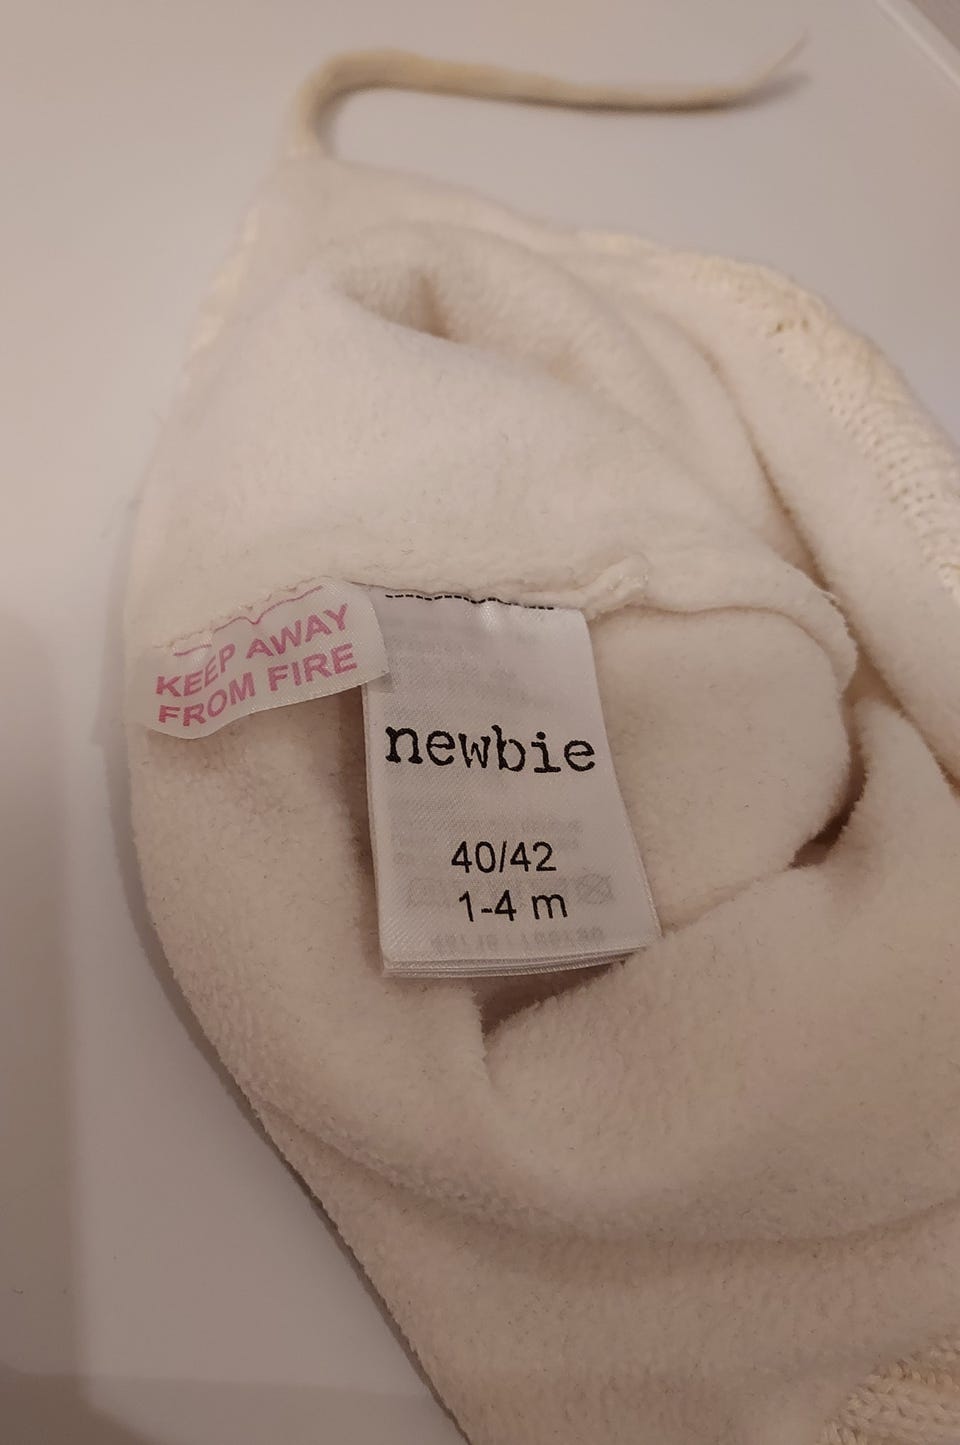 KEEP AWAY
FROM FIRE
newbie
40/42
1-4 m